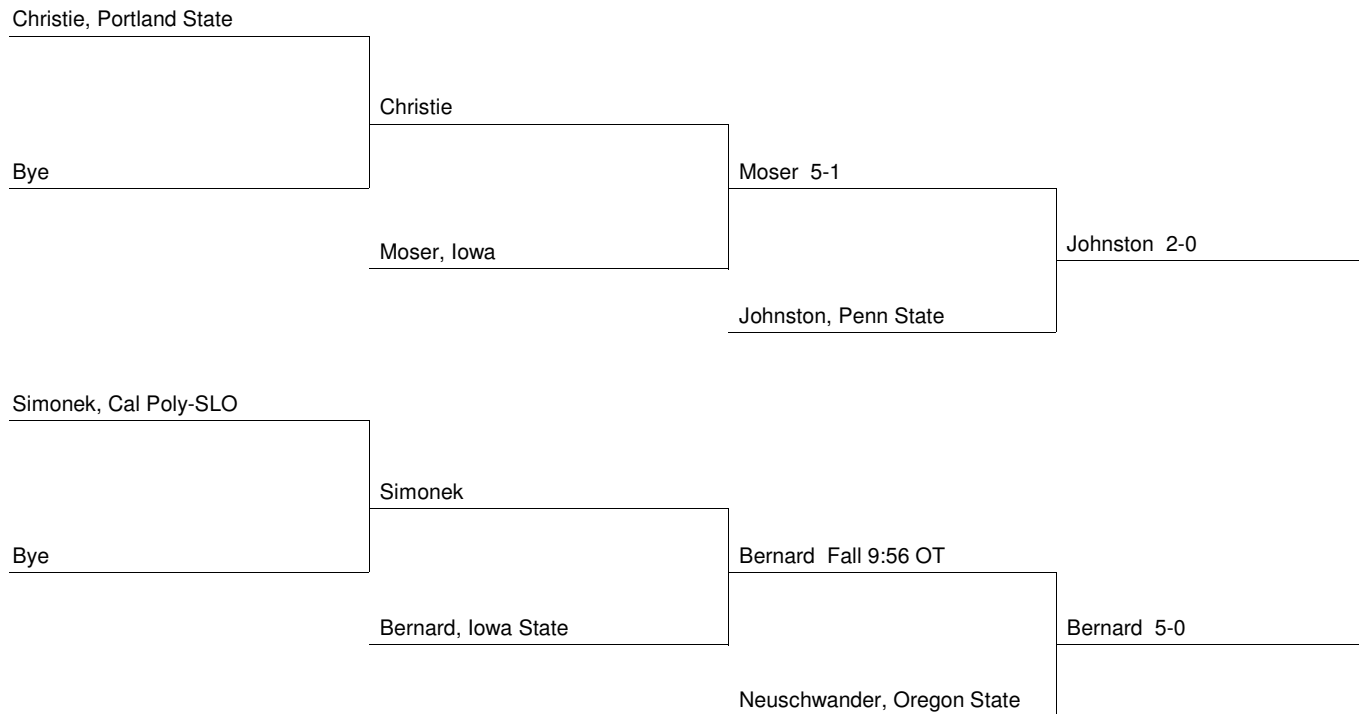 Christie, Portland State
Christie
Bye
Moser 5-1
Johnston 2-0
Moser, Iowa
Johnston, Penn State
Simonek, Cal Poly-SLO
Simonek
Bye
Bernard Fall 9:56 OT
Bernard, Iowa State
Bernard 5-0
Neuschwander, Oregon State